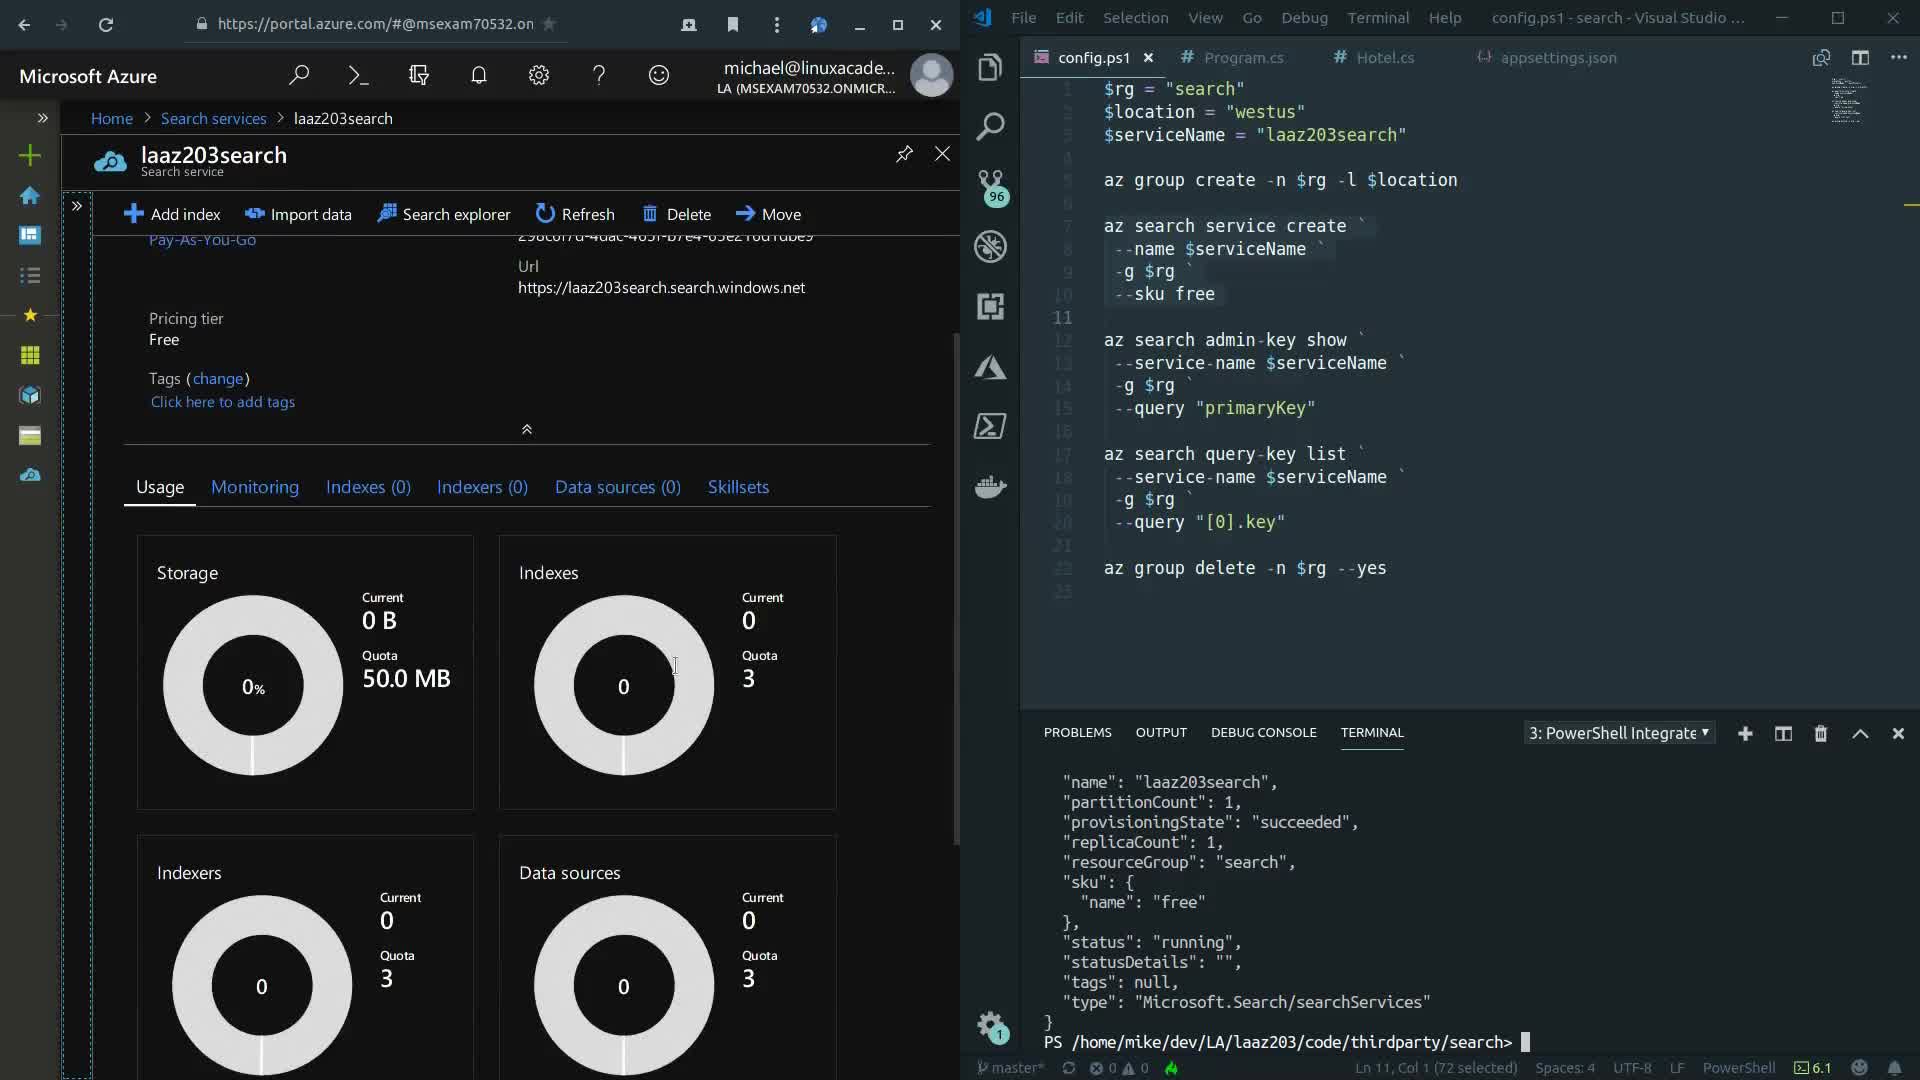 https://portal.azure.com/#@msexam70532.on
Microsoft Azure
michael@linuxacade...
LA (MSEXAM70532.ONMICR...
Home > Search services > laaz203search
laaz203search
Search service
Add index
Import data
Search explorer
Refresh
Delete
Move
Pay-As-You-Go
Url
https://laaz203search.search.windows.net
Pricing tier
Free
Tags (change)
Click here to add tags
Usage
Monitoring
Indexes (0)
Indexers (0)
Data sources (0)
Skillsets
Storage
Current
0 B
Quota
50.0 MB
0%
Indexes
Current
0
Quota
3
0
Indexers
Current
0
Quota
3
0
Data sources
Current
0
Quota
3
0
File Edit Selection View Go Debug Terminal Help
config.ps1 - search - Visual Studio ...
config.ps1
# Program.cs
# Hotel.cs
appsettings.json
96
1 $rg = "search"
2 $location = "westus"
3 $serviceName = "laaz203search"
4
5 az group create -n $rg -l $location
6
7 az search service create `
8 --name $serviceName `
9 -g $rg `
10 --sku free
11
12 az search admin-key show `
13 --service-name $serviceName `
14 -g $rg `
15 --query "primaryKey"
16
17 az search query-key list `
18 --service-name $serviceName `
19 -g $rg `
20 --query "[0].key"
21
22 az group delete -n $rg --yes
23
PROBLEMS OUTPUT DEBUG CONSOLE TERMINAL
3: PowerShell Integrate
"name": "laaz203search",
"partitionCount": 1,
"provisioningState": "succeeded",
"replicaCount": 1,
"resourceGroup": "search",
"sku": {
"name": "free"
},
"status": "running",
"statusDetails": "",
"tags": null,
"type": "Microsoft.Search/searchServices"
}
PS /home/mike/dev/LA/laaz203/code/thirdparty/search>
1
master*
0
0
Ln 11, Col 1 (72 selected)
Spaces: 4
UTF-8
LF
PowerShell
6.1